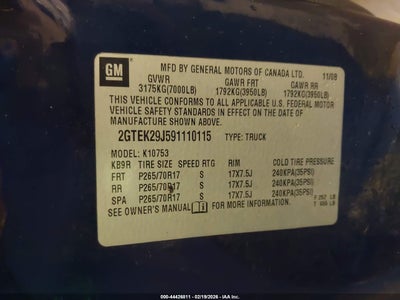 GM
MFD BY GENERAL MOTORS OF CANADA LTD. 11/08
GVWR GAWR FRT GAWR RR
3175KG(7000LB) 1792KG(3950LB) 1792KG(3950LB)
THIS VEHICLE CONFORMS TO ALL APPLICABLE U.S. FEDERAL MOTOR
VEHICLE SAFETY STANDARDS IN EFFECT ON THE DATE OF
MANUFACTURE SHOWN ABOVE.
2GTEK29J591110115 TYPE: TRUCK
MODEL: K10753
KB9R TIRE SIZE SPEED RTG RIM COLD TIRE PRESSURE
FRT P265/70R17 S 17X7.5J 240KPA(35PSI)
RR P265/70R17 S 17X7.5J 240KPA(35PSI)
SPA P265/70R17 S 17X7.5J 240KPA(35PSI)
SEE OWNER'S MANUAL FOR MORE INFORMATION.
IAA 000-44426811 - 02/19/2026 - Copyright IAA, Inc.